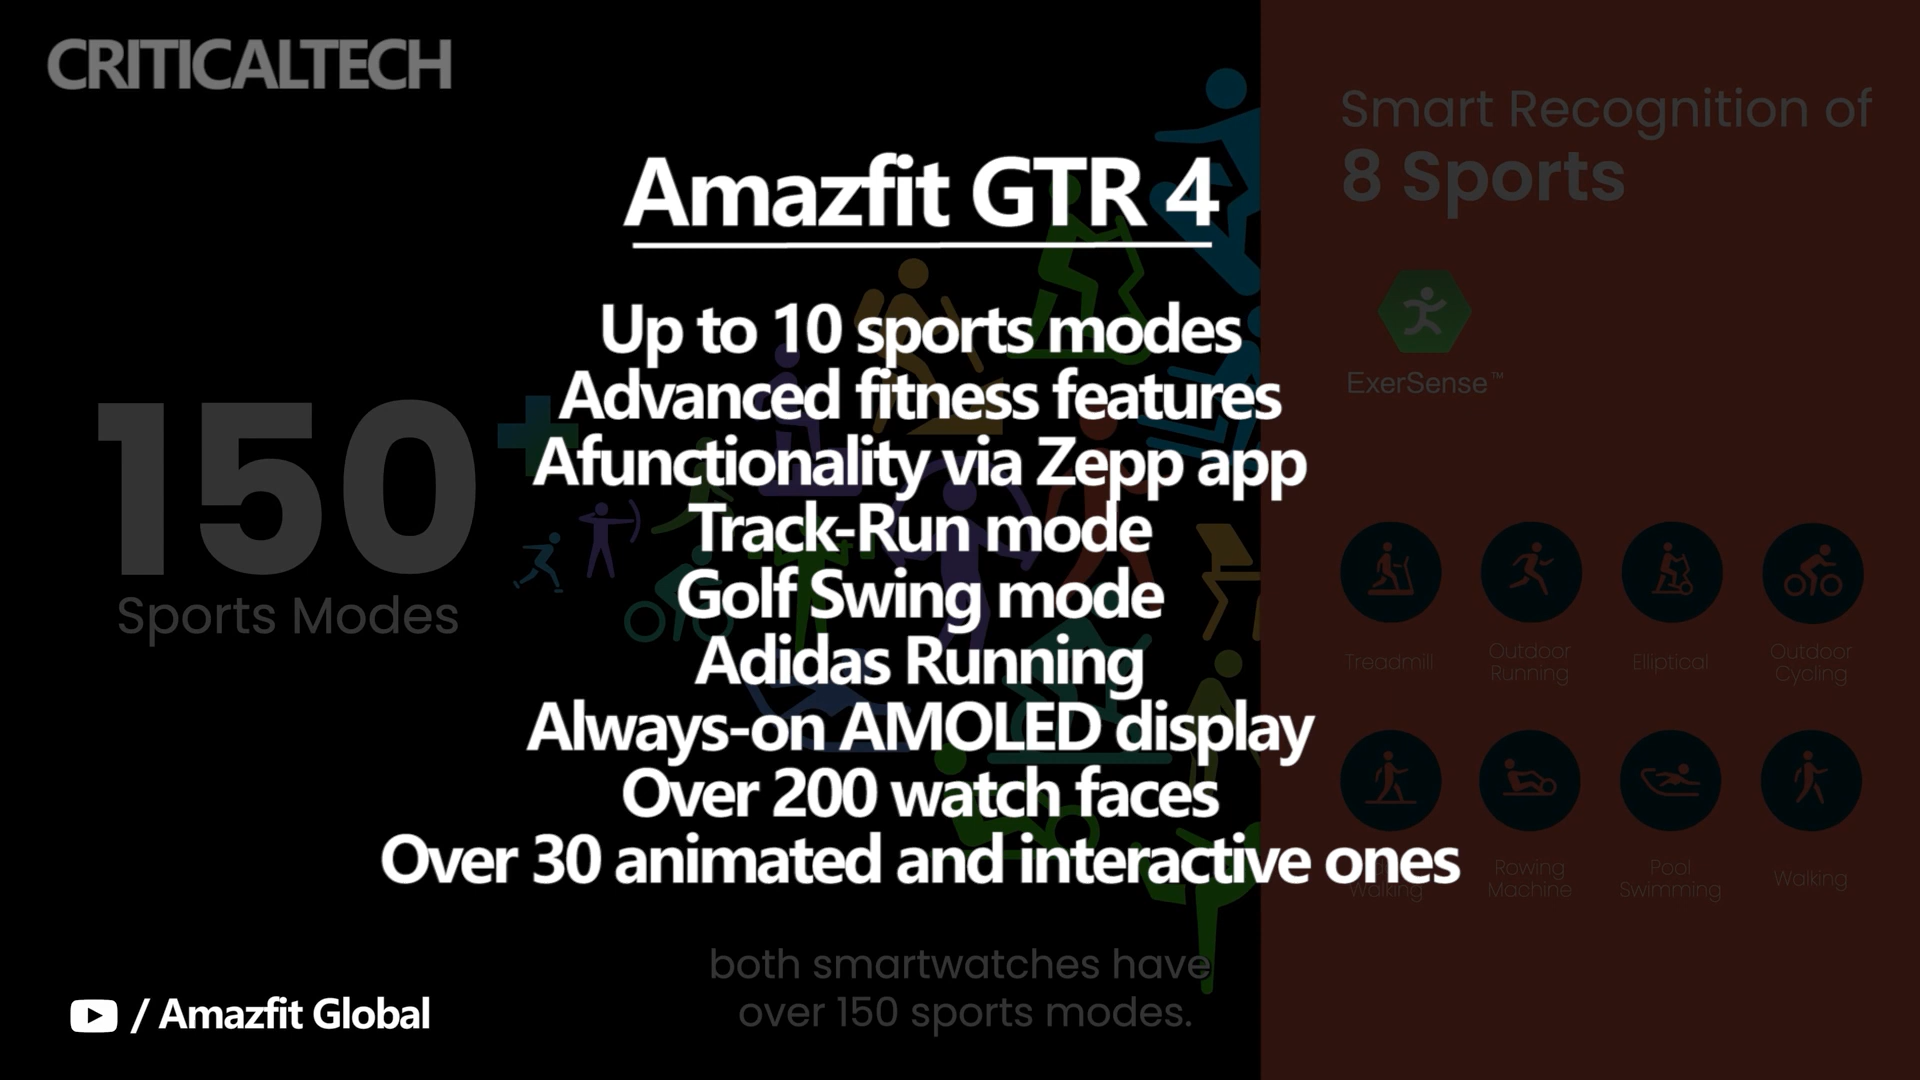 CRITICALTECH
Amazfit GTR 4
Up to 10 sports modes
Advanced fitness features
Afunctionality via Zepp app
Track-Run mode
Golf Swing mode
Adidas Running
Always-on AMOLED display
Over 200 watch faces
Over 30 animated and interactive ones
150+
Sports Modes
both smartwatches have
over 150 sports modes.
/ Amazfit Global
Smart Recognition of
8 Sports
ExerSense™
Treadmill
Outdoor
Running
Elliptical
Outdoor
Cycling
Walking
Rowing
Machine
Pool
Swimming
Walking